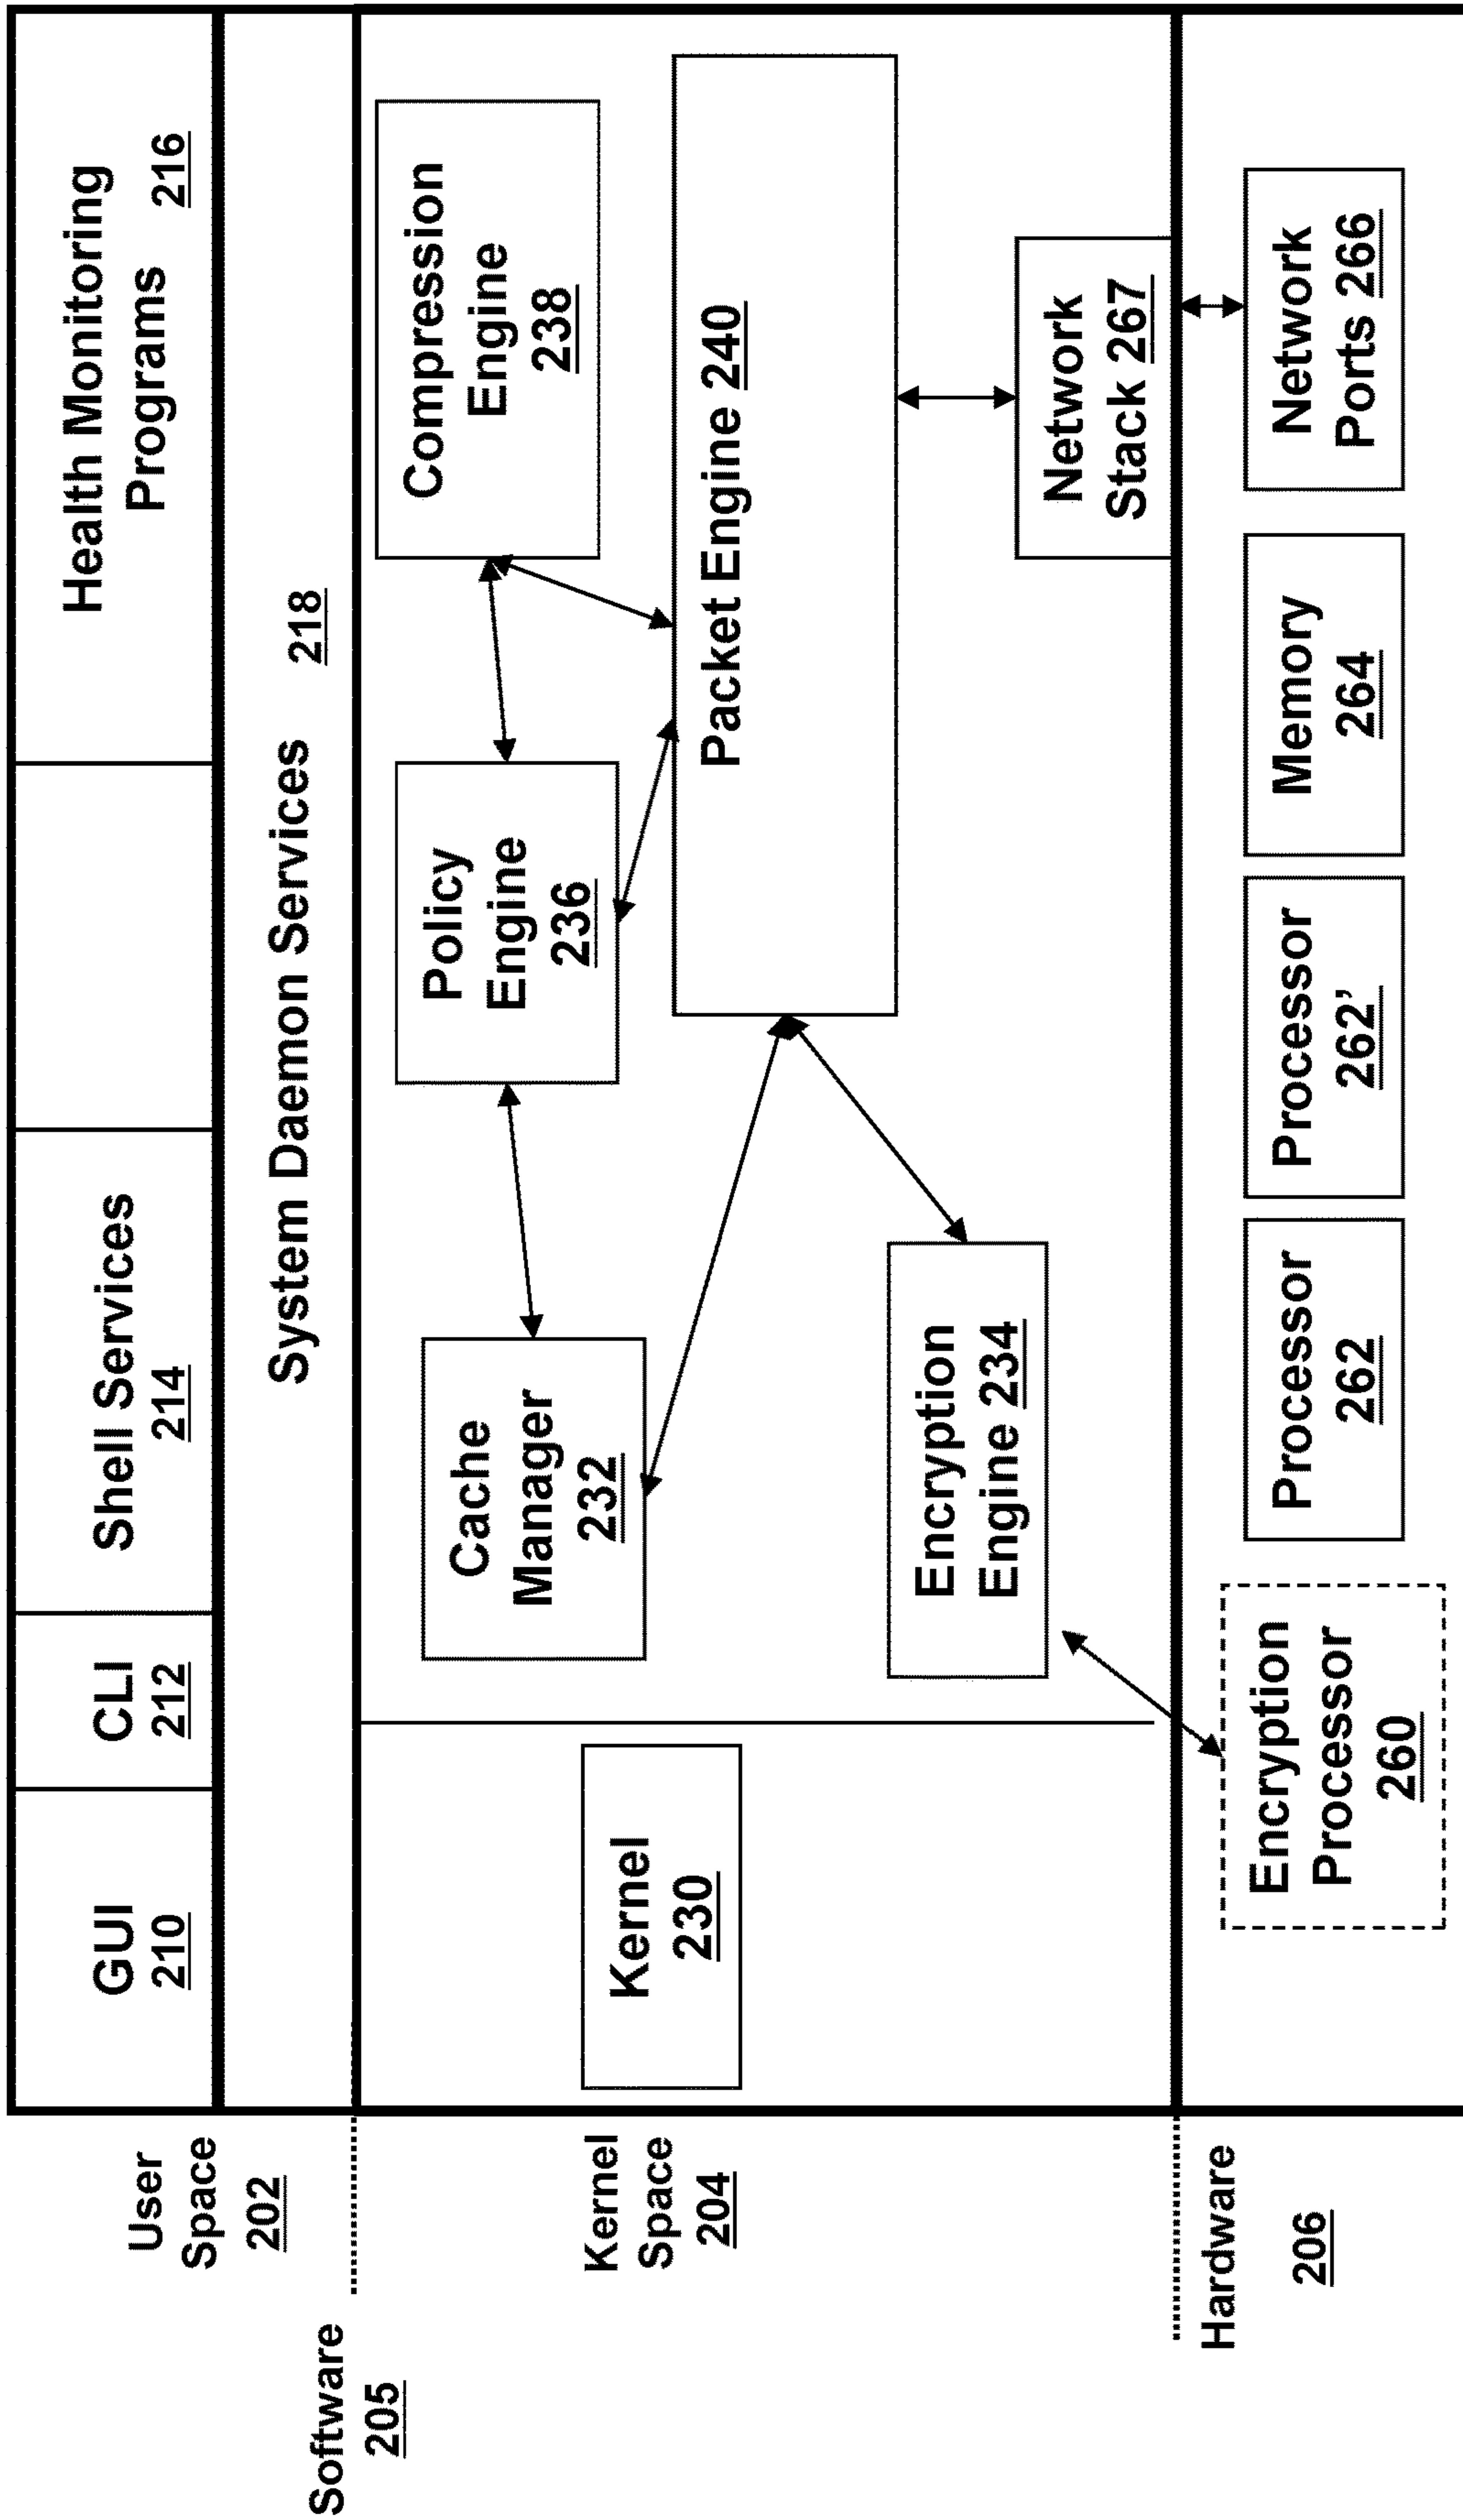 Software
205
User
Space
202
GUI
210
CLI
212
Shell Services
214
Health Monitoring
Programs
216
System Daemon Services
218
Kernel
Space
204
Kernel
230
Cache
Manager
232
Policy
Engine
236
Compression
Engine
238
Packet Engine 240
Encryption
Engine 234
Network
Stack 267
Hardware
206
Encryption
Processor
260
Processor
262
Processor
262’
Memory
264
Network
Ports 266